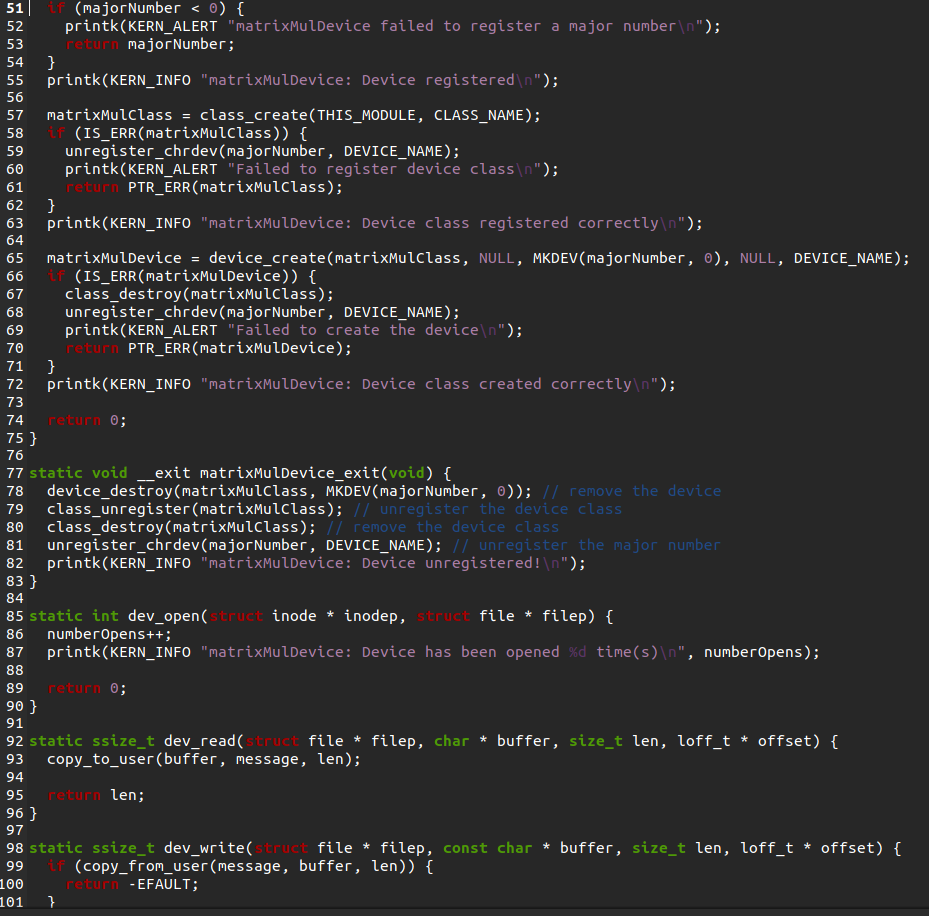 51 if (majorNumber < 0) {
52 printk(KERN_ALERT "matrixMulDevice failed to register a major number\n");
53 return majorNumber;
54 }
55 printk(KERN_INFO "matrixMulDevice: Device registered\n");
56
57 matrixMulClass = class_create(THIS_MODULE, CLASS_NAME);
58 if (IS_ERR(matrixMulClass)) {
59 unregister_chrdev(majorNumber, DEVICE_NAME);
60 printk(KERN_ALERT "Failed to register device class\n");
61 return PTR_ERR(matrixMulClass);
62 }
63 printk(KERN_INFO "matrixMulDevice: Device class registered correctly\n");
64
65 matrixMulDevice = device_create(matrixMulClass, NULL, MKDEV(majorNumber, 0), NULL, DEVICE_NAME);
66 if (IS_ERR(matrixMulDevice)) {
67 class_destroy(matrixMulClass);
68 unregister_chrdev(majorNumber, DEVICE_NAME);
69 printk(KERN_ALERT "Failed to create the device\n");
70 return PTR_ERR(matrixMulDevice);
71 }
72 printk(KERN_INFO "matrixMulDevice: Device class created correctly\n");
73
74 return 0;
75 }
76
77 static void __exit matrixMulDevice_exit(void) {
78 device_destroy(matrixMulClass, MKDEV(majorNumber, 0)); // remove the device
79 class_unregister(matrixMulClass); // unregister the device class
80 class_destroy(matrixMulClass); // remove the device class
81 unregister_chrdev(majorNumber, DEVICE_NAME); // unregister the major number
82 printk(KERN_INFO "matrixMulDevice: Device unregistered!\n");
83 }
84
85 static int dev_open(struct inode * inodep, struct file * filep) {
86 numberOpens++;
87 printk(KERN_INFO "matrixMulDevice: Device has been opened %d time(s)\n", numberOpens);
88
89 return 0;
90 }
91
92 static ssize_t dev_read(struct file * filep, char * buffer, size_t len, loff_t * offset) {
93 copy_to_user(buffer, message, len);
94
95 return len;
96 }
97
98 static ssize_t dev_write(struct file * filep, const char * buffer, size_t len, loff_t * offset) {
99 if (copy_from_user(message, buffer, len)) {
100 return -EFAULT;
101 }